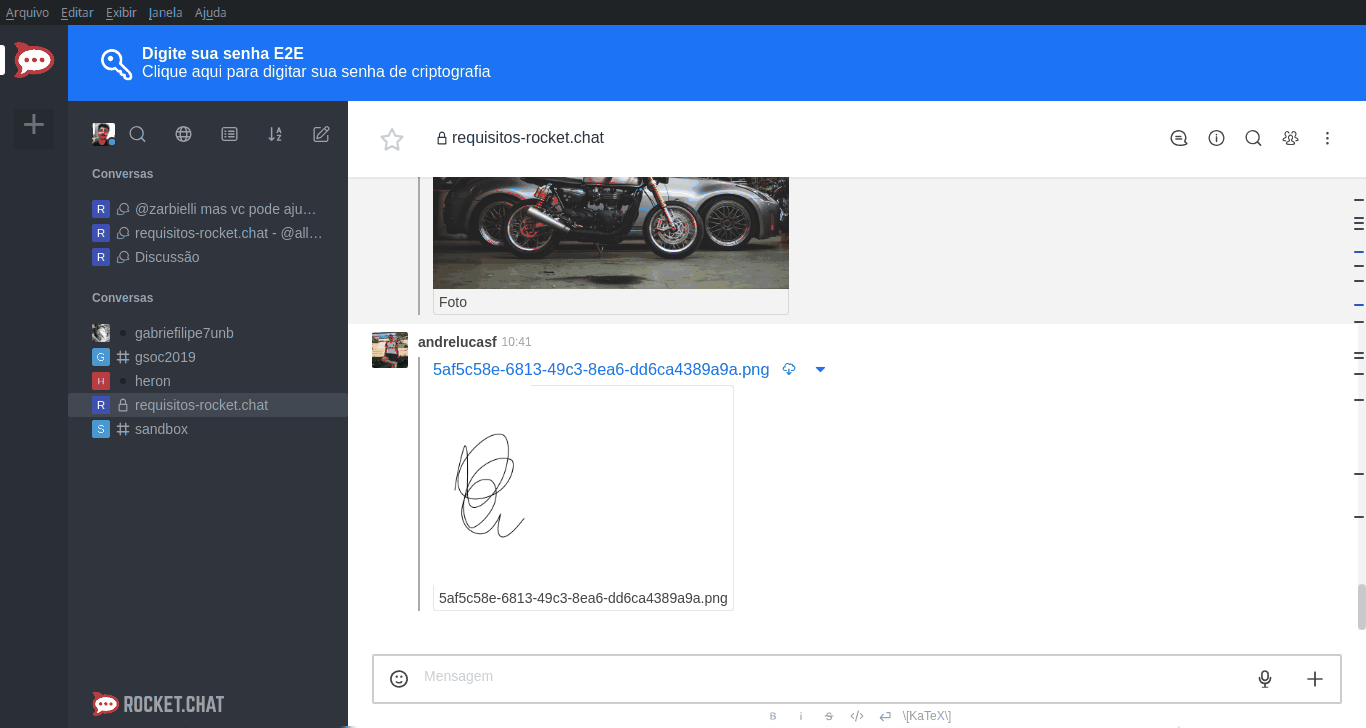 Arquivo Editar Exibir Janela Ajuda
Digite sua senha E2E
Clique aqui para digitar sua senha de criptografia
requisitos-rocket.chat
Conversas
R @zarbielli mas vc pode aju…
R requisitos-rocket.chat - @all…
R Discussão
Conversas
gabriefilipe7unb
G gsoc2019
H heron
R requisitos-rocket.chat
S sandbox
ROCKET.CHAT
Foto
andrelucasf 10:41
5af5c58e-6813-49c3-8ea6-dd6ca4389a9a.png
5af5c58e-6813-49c3-8ea6-dd6ca4389a9a.png
Mensagem
B i S </> \[KaTeX\]